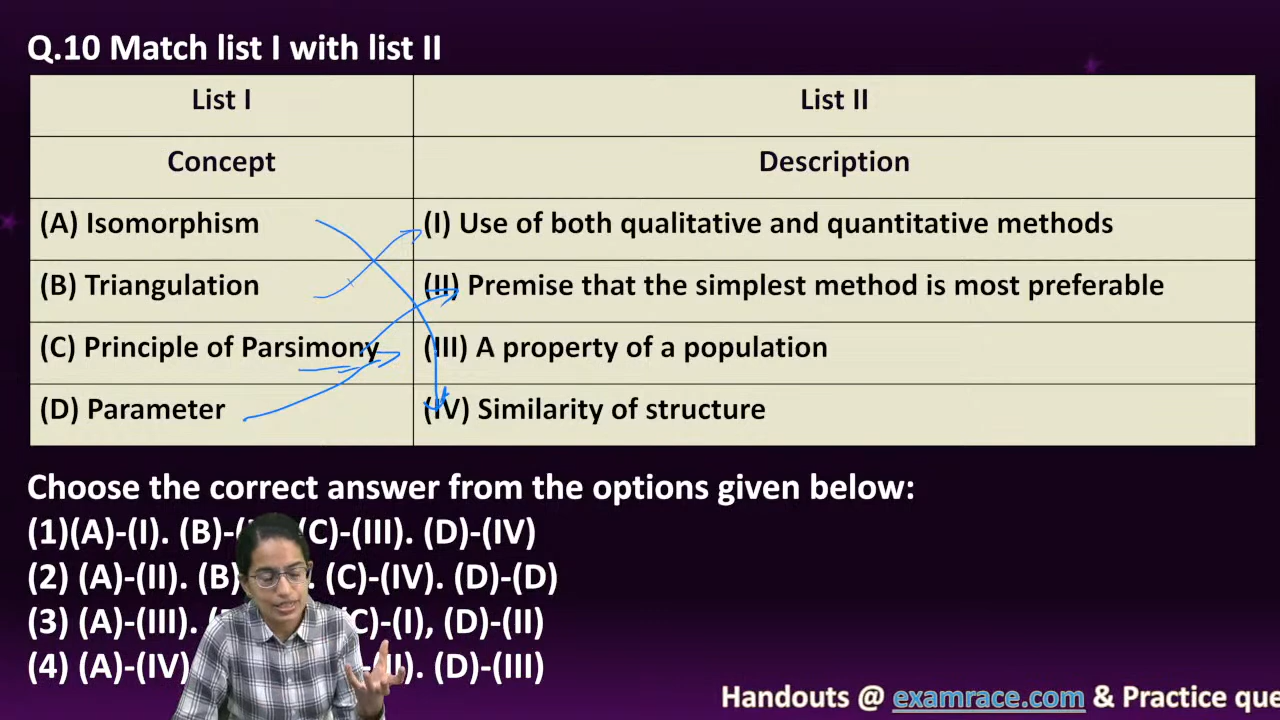 Q.10 Match list I with list II
List I List II
Concept Description
(A) Isomorphism (I) Use of both qualitative and quantitative methods
(B) Triangulation (II) Premise that the simplest method is most preferable
(C) Principle of Parsimony (III) A property of a population
(D) Parameter (IV) Similarity of structure
Choose the correct answer from the options given below:
(1)(A)-(I). (B)- (C)-(III). (D)-(IV)
(2) (A)-(II). (B) (C)-(IV). (D)-(D)
(3) (A)-(III). (C)-(I), (D)-(II)
(4) (A)-(IV) -(II). (D)-(III)
Handouts @ examrace.com & Practice que